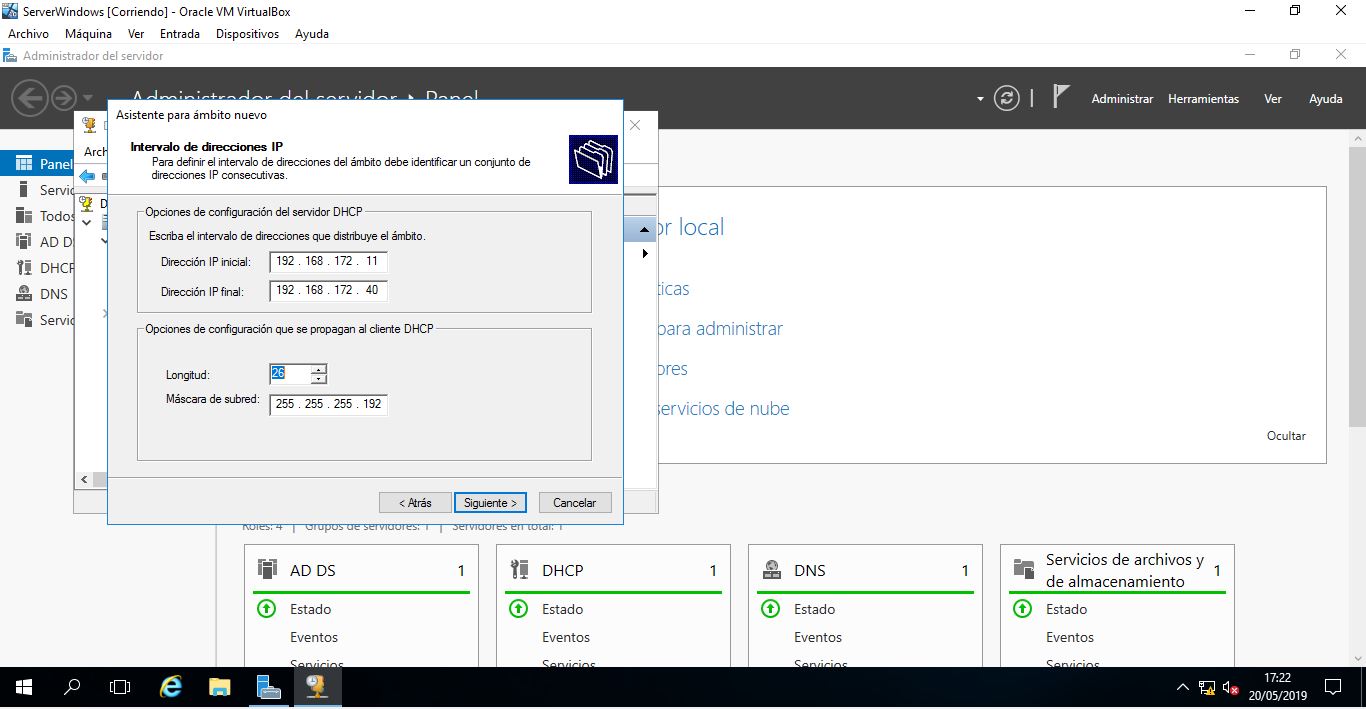 ServerWindows [Corriendo] - Oracle VM VirtualBox
Archivo Máquina Ver Entrada Dispositivos Ayuda
Administrador del servidor
Administrador del servidor Panel
Administrar Herramientas Ver Ayuda
Asistente para ámbito nuevo
Intervalo de direcciones IP
Para definir el intervalo de direcciones del ámbito debe identificar un conjunto de
direcciones IP consecutivas.
Arch
Panel
Servic
Todos
AD D
DHCP
DNS
Servic
D
Opciones de configuración del servidor DHCP
Escriba el intervalo de direcciones que distribuye el ámbito.
Dirección IP inicial: 192 . 168 . 172 . 11
Dirección IP final: 192 . 168 . 172 . 40
Opciones de configuración que se propagan al cliente DHCP
Longitud: 26
Máscara de subred: 255 . 255 . 255 . 192
< Atrás Siguiente > Cancelar
or local
ticas
para administrar
ores
servicios de nube
Ocultar
Roles: 4 | Grupos de servidores: 1 | Servidores en total: 1
AD DS 1
Estado
Eventos
Servicios
DHCP 1
Estado
Eventos
Servicios
DNS 1
Estado
Eventos
Servicios
Servicios de archivos y
de almacenamiento 1
Estado
Eventos
Servicios
17:22
20/05/2019